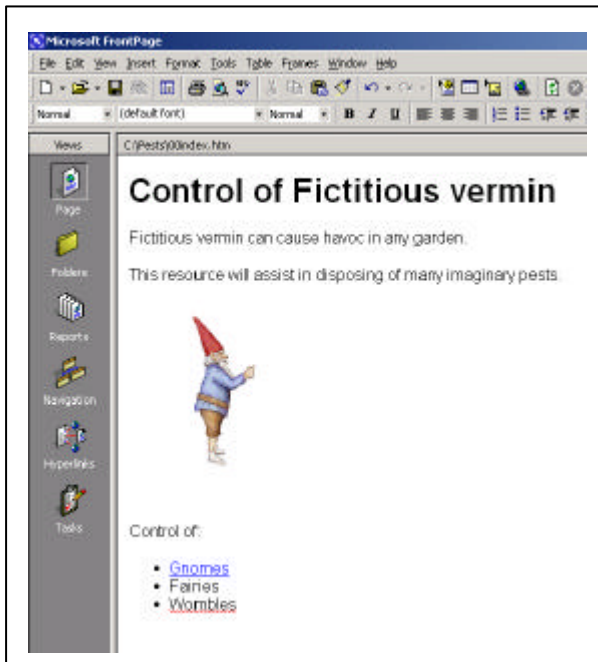 Microsoft FrontPage
File Edit View Insert Format Tools Table Frames Window Help
Normal (default font) Normal B I U
Views C:\Pests\00index.htm
Page
Folders
Reports
Navigation
Hyperlinks
Tasks
Control of Fictitious vermin
Fictitious vermin can cause havoc in any garden.
This resource will assist in disposing of many imaginary pests.
Control of:
• Gnomes
• Fairies
• Wombles